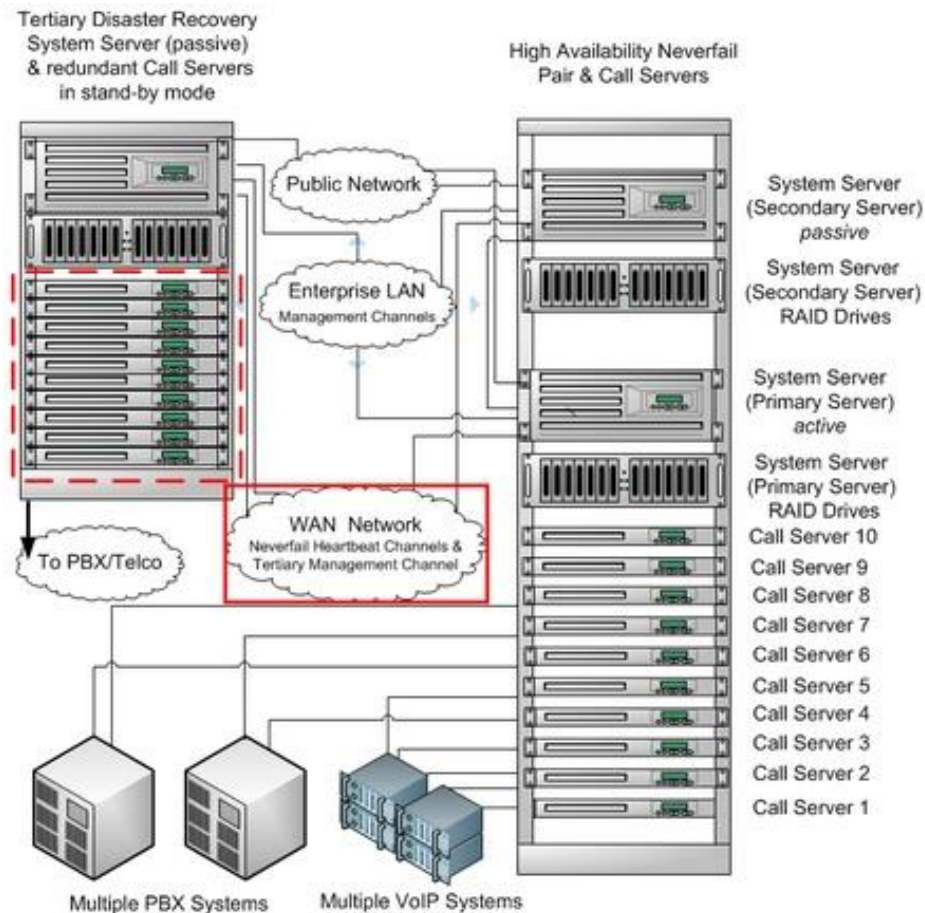 Tertiary Disaster Recovery
System Server (passive)
& redundant Call Servers
in stand-by mode
High Availability Neverfail
Pair & Call Servers
Public Network
Enterprise LAN
Management Channels
WAN Network
Neverfail Heartbeat Channels &
Tertiary Management Channel
To PBX/Telco
System Server
(Secondary Server)
passive
System Server
(Secondary Server)
RAID Drives
System Server
(Primary Server)
active
System Server
(Primary Server)
RAID Drives
Call Server 10
Call Server 9
Call Server 8
Call Server 7
Call Server 6
Call Server 5
Call Server 4
Call Server 3
Call Server 2
Call Server 1
Multiple PBX Systems
Multiple VoIP Systems